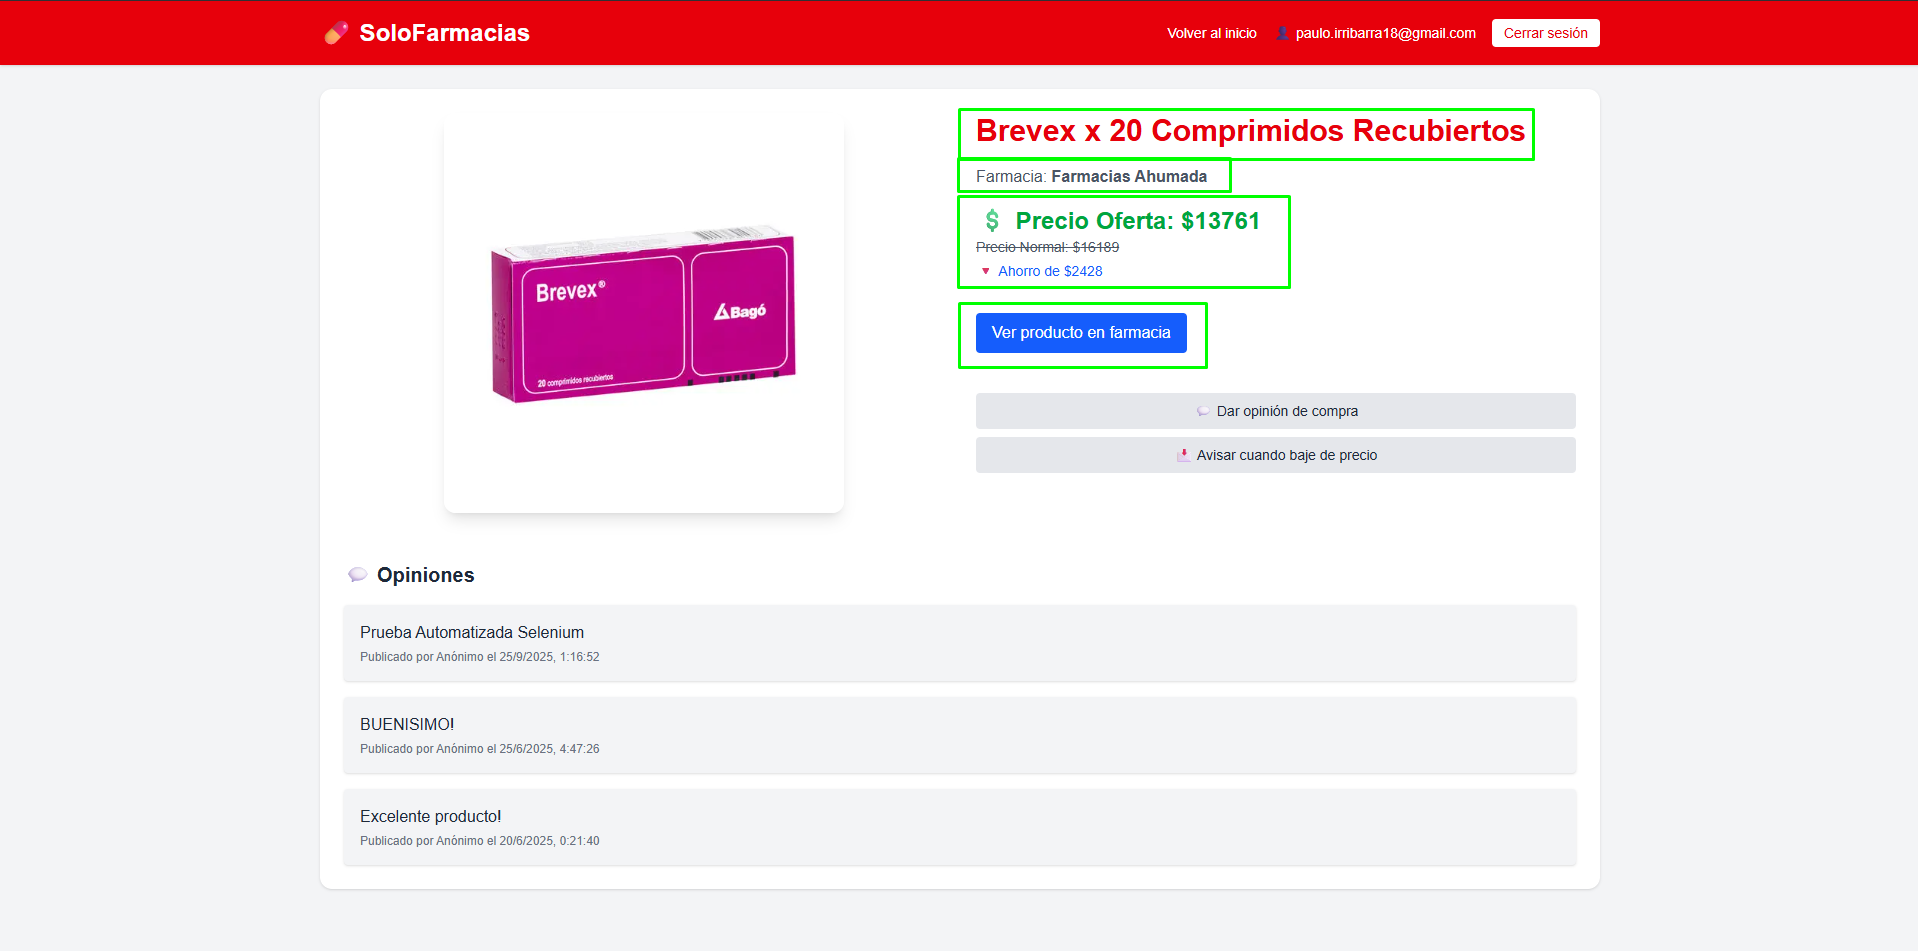 SoloFarmacias
Volver al inicio
paulo.irribarra18@gmail.com
Cerrar sesión
Brevex®
Bagó
20 comprimidos recubiertos
Brevex x 20 Comprimidos Recubiertos
Farmacia: Farmacias Ahumada
Precio Oferta: $13761
Precio Normal: $16189
Ahorro de $2428
Ver producto en farmacia
Dar opinión de compra
Avisar cuando baje de precio
Opiniones
Prueba Automatizada Selenium
Publicado por Anónimo el 25/9/2025, 1:16:52
BUENISIMO!
Publicado por Anónimo el 25/6/2025, 4:47:26
Excelente producto!
Publicado por Anónimo el 20/6/2025, 0:21:40